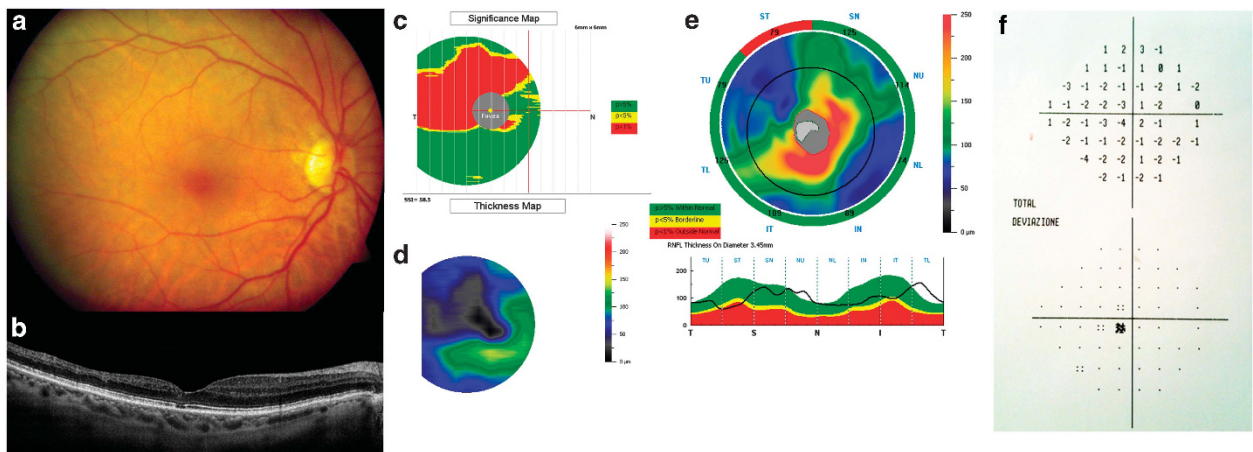 a
b
c
Significance Map
6mm x 6mm
T
Fovea
N
p>5%
p<5%
p<1%
SSI = 58.3
Thickness Map
d
250
200
150
100
50
0 µm
e
ST
SN
TU
NU
TL
NL
IT
IN
79
125
79
114
125
74
109
89
250
200
150
100
50
0 µm
p>5% Within Normal
p<5% Borderline
p<1% Outside Normal
RNFL Thickness On Diameter 3.45mm
TU ST SN NU NL IN IT TL
200
100
0
T S N I T
f
1 2 3 -1
1 1 -1 1 0 1
-3 -1 -2 -1 -1 -2 1 -2
1 -1 -2 -2 -3 1 -2 0
1 -2 -1 -3 -4 2 -1 1
-2 -1 -1 -2 -2 -2 -1
-4 -2 -2 1 -2 -1
-2 -1 -2 -2
TOTAL
DEVIAZIONE